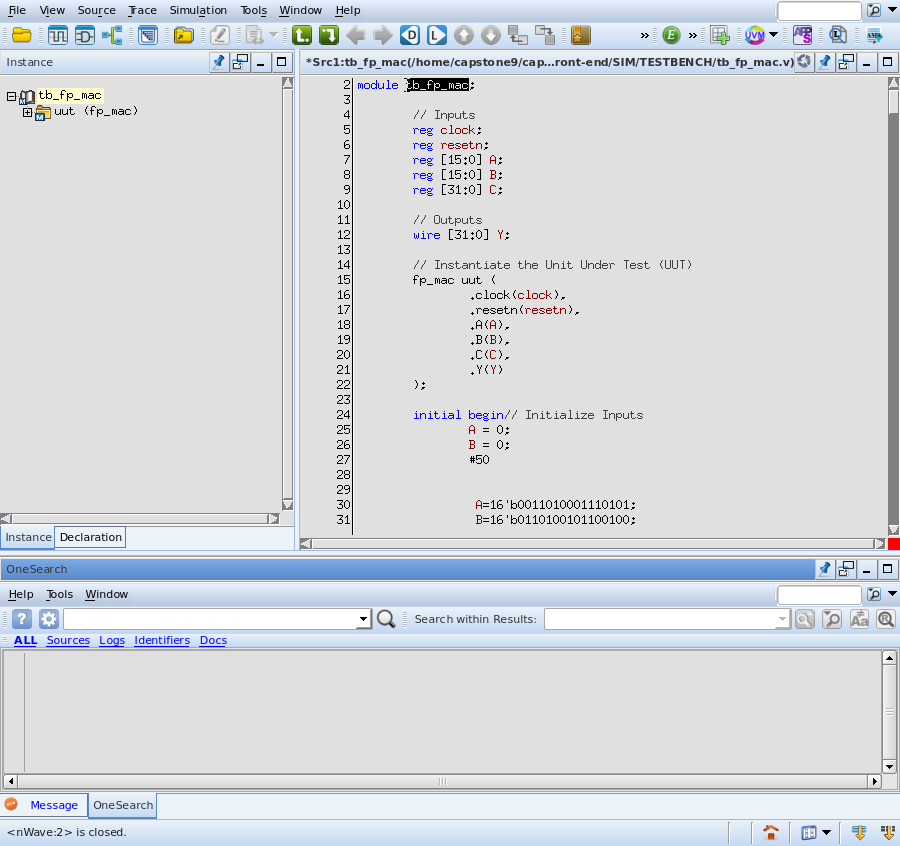 File View Source Trace Simulation Tools Window Help
Instance
*Src1:tb_fp_mac(/home/capstone9/cap...ront-end/SIM/TESTBENCH/tb_fp_mac.v)
tb_fp_mac
uut (fp_mac)
2 module tb_fp_mac;
3
4 // Inputs
5 reg clock;
6 reg resetn;
7 reg [15:0] A;
8 reg [15:0] B;
9 reg [31:0] C;
10
11 // Outputs
12 wire [31:0] Y;
13
14 // Instantiate the Unit Under Test (UUT)
15 fp_mac uut (
16 .clock(clock),
17 .resetn(resetn),
18 .A(A),
19 .B(B),
20 .C(C),
21 .Y(Y)
22 );
23
24 initial begin// Initialize Inputs
25 A = 0;
26 B = 0;
27 #50
28
29
30 A=16'b0011010001110101;
31 B=16'b0110100101100100;
Instance Declaration
OneSearch
Help Tools Window
Search within Results:
ALL Sources Logs Identifiers Docs
Message OneSearch
<nWave:2> is closed.